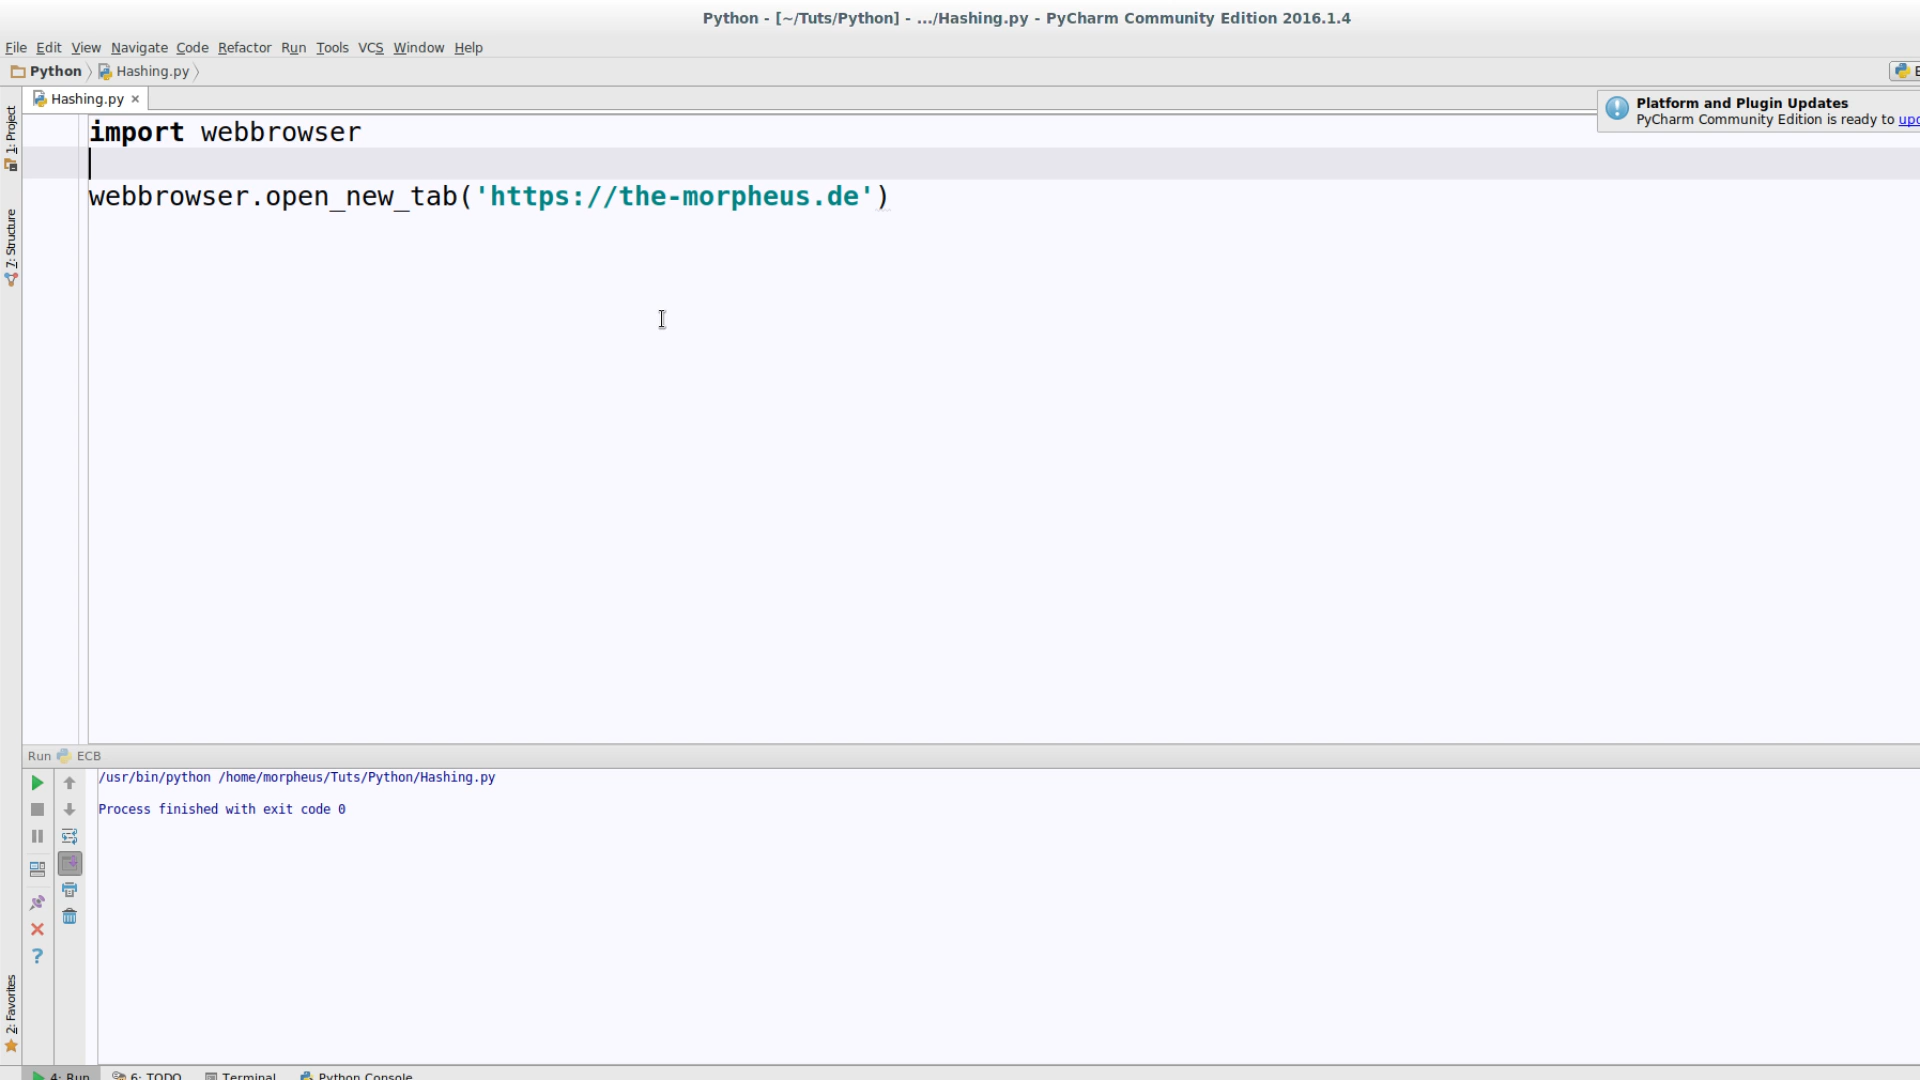 Python - [~/Tuts/Python] - .../Hashing.py - PyCharm Community Edition 2016.1.4
File Edit View Navigate Code Refactor Run Tools VCS Window Help
Python Hashing.py
Hashing.py
Platform and Plugin Updates
PyCharm Community Edition is ready to
1: Project
7: Structure
import webbrowser
webbrowser.open_new_tab('https://the-morpheus.de')
Run ECB
/usr/bin/python /home/morpheus/Tuts/Python/Hashing.py
Process finished with exit code 0
2: Favorites
4: Run 6: TODO Terminal Python Console